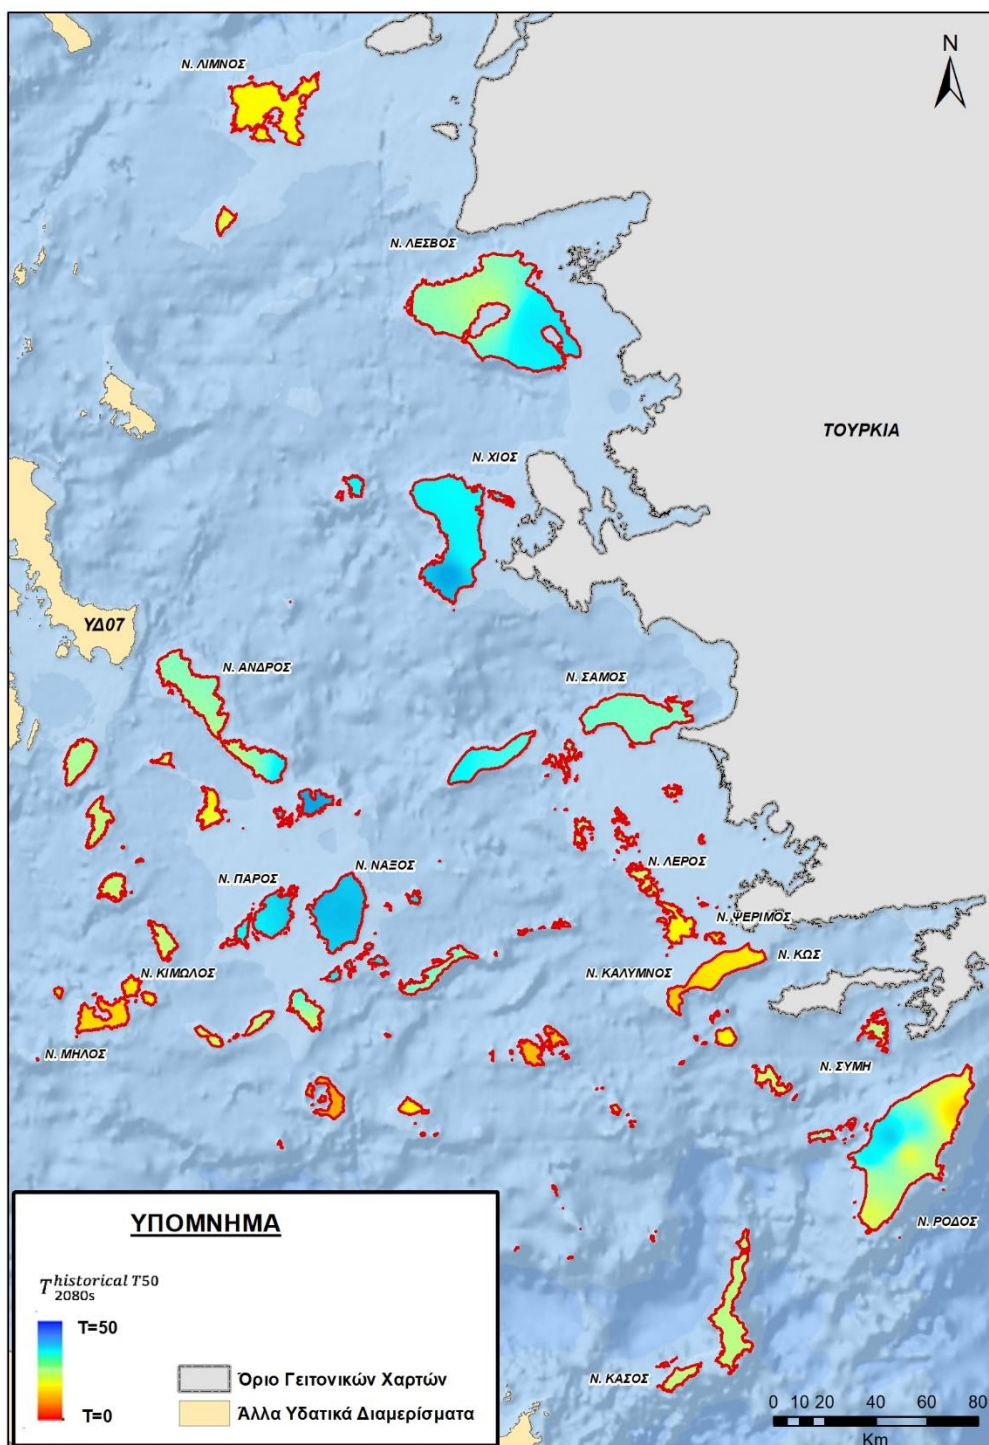 N
Ν. ΛΙΜΝΟΣ
Ν. ΛΕΣΒΟΣ
ΤΟΥΡΚΙΑ
Ν. ΧΙΟΣ
ΥΔ07
Ν. ΑΝΔΡΟΣ
Ν. ΣΑΜΟΣ
Ν. ΛΕΡΟΣ
Ν. ΝΑΞΟΣ
Ν. ΠΑΡΟΣ
Ν. ΨΕΡΙΜΟΣ
Ν. ΚΩΣ
Ν. ΚΙΜΩΛΟΣ
Ν. ΚΑΛΥΜΝΟΣ
Ν. ΜΗΛΟΣ
Ν. ΣΥΜΗ
Ν. ΡΟΔΟΣ
Ν. ΚΑΣΟΣ
ΥΠΟΜΝΗΜΑ
T historical T50 2080s
T=50
T=0
Όριο Γειτονικών Χαρτών
Άλλα Υδατικά Διαμερίσματα
0 10 20 40 60 80
Km